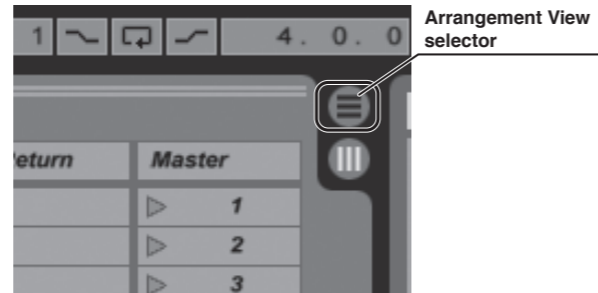 Arrangement View
selector
1
4. 0. 0
eturn
Master
1
2
3